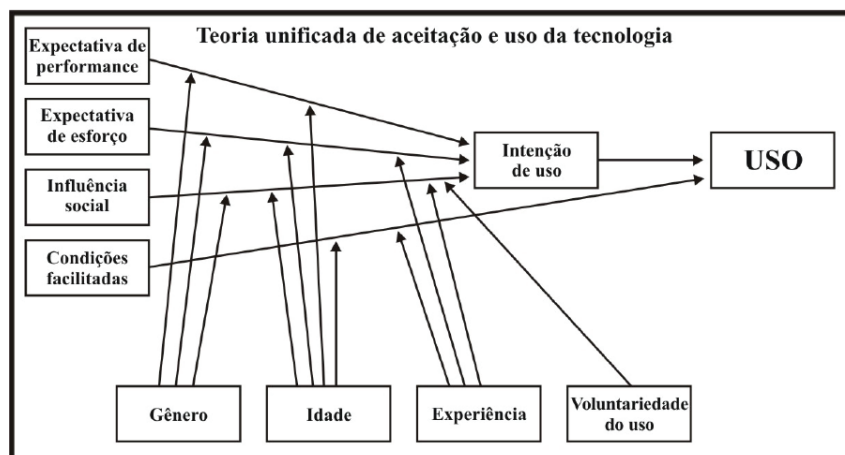 Teoria unificada de aceitação e uso da tecnologia
Expectativa de
performance
Expectativa
de esforço
Influência
social
Condições
facilitadas
Intenção
de uso
USO
Gênero
Idade
Experiência
Voluntariedade
do uso